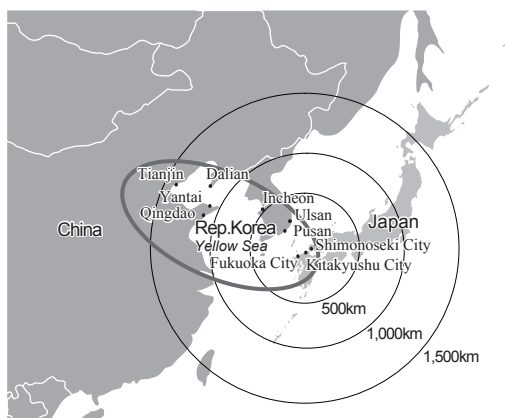 Tianjin
Dalian
Yantai
Qingdao
Incheon
Ulsan
Rep.Korea
Pusan
Japan
China
Yellow Sea
Shimonoseki City
Fukuoka City
Kitakyushu City
500km
1,000km
1,500km